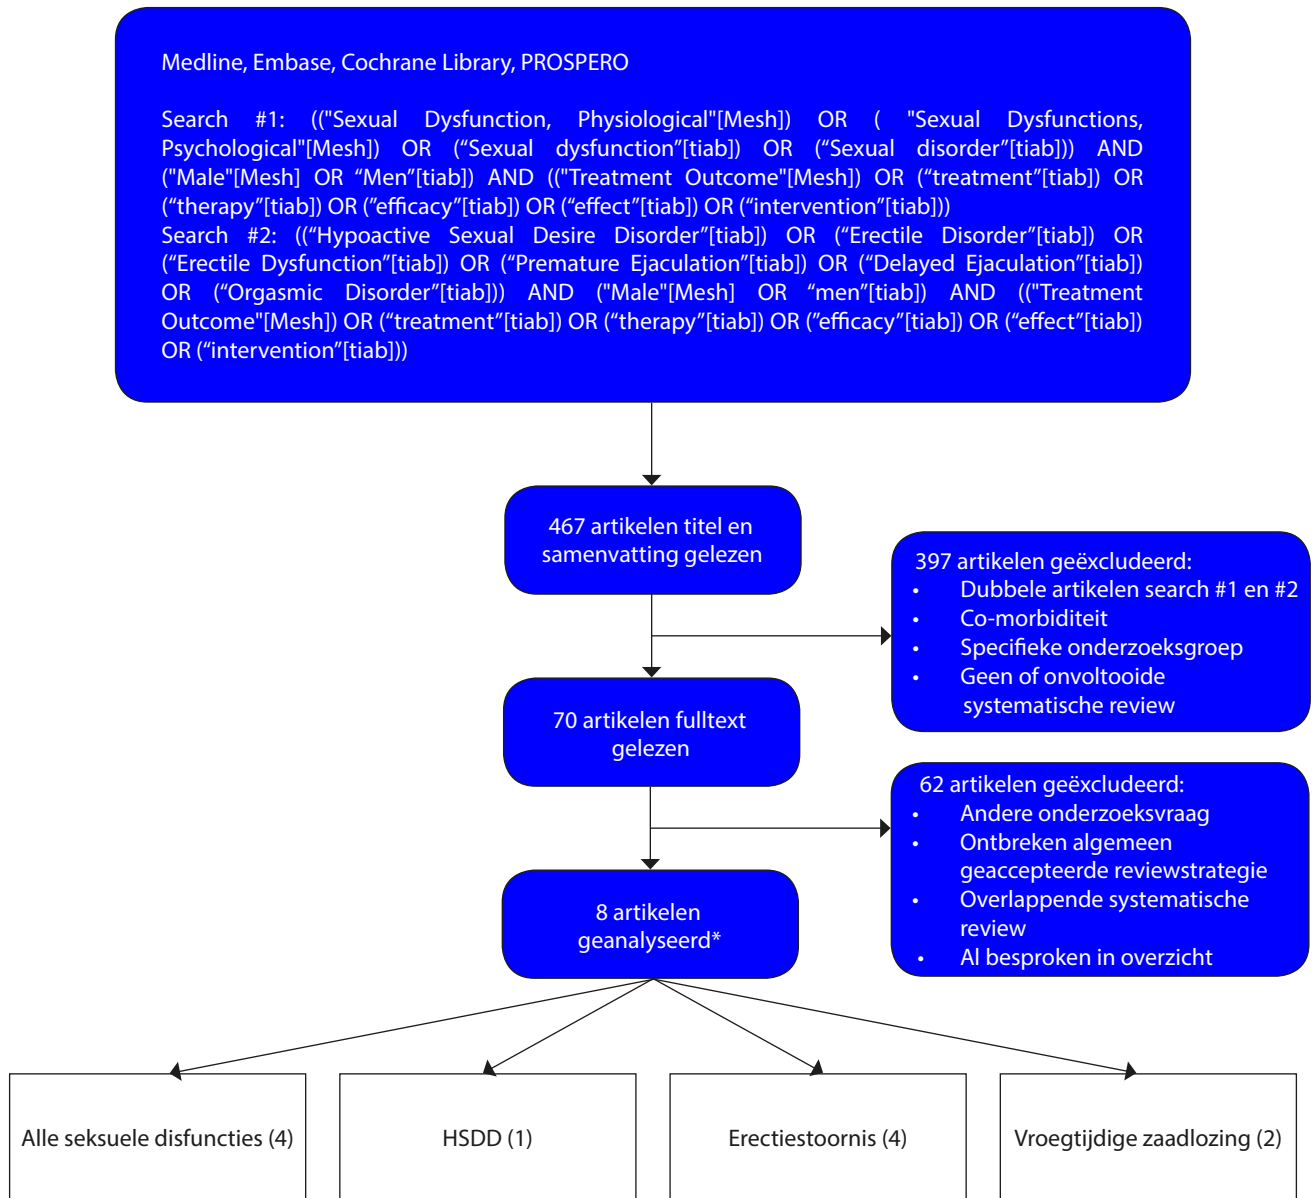 Medline, Embase, Cochrane Library, PROSPERO
Search #1: (("Sexual Dysfunction, Physiological"[Mesh]) OR ( "Sexual Dysfunctions,
Psychological"[Mesh]) OR (“Sexual dysfunction”[tiab]) OR (“Sexual disorder”[tiab])) AND
("Male"[Mesh] OR “Men”[tiab]) AND (("Treatment Outcome"[Mesh]) OR (“treatment”[tiab]) OR
(“therapy”[tiab]) OR (”efficacy”[tiab]) OR (“effect”[tiab]) OR (“intervention”[tiab]))
Search #2: ((“Hypoactive Sexual Desire Disorder”[tiab]) OR (“Erectile Disorder”[tiab]) OR
(“Erectile Dysfunction”[tiab]) OR (“Premature Ejaculation”[tiab]) OR (“Delayed Ejaculation”[tiab])
OR (“Orgasmic Disorder”[tiab])) AND ("Male"[Mesh] OR “men”[tiab]) AND (("Treatment
Outcome"[Mesh]) OR (“treatment”[tiab]) OR (“therapy”[tiab]) OR (”efficacy”[tiab]) OR (“effect”[tiab])
OR (“intervention”[tiab]))
467 artikelen titel en
samenvatting gelezen
397 artikelen geëxcludeerd:
• Dubbele artikelen search #1 en #2
• Co-morbiditeit
• Specifieke onderzoeksgroep
• Geen of onvoltooide
systematische review
70 artikelen fulltext
gelezen
62 artikelen geëxcludeerd:
• Andere onderzoeksvraag
• Ontbreken algemeen
geaccepteerde reviewstrategie
• Overlappende systematische
review
• Al besproken in overzicht
8 artikelen
geanalyseerd*
Alle seksuele disfuncties (4)
HSDD (1)
Erectiestoornis (4)
Vroegtijdige zaadlozing (2)